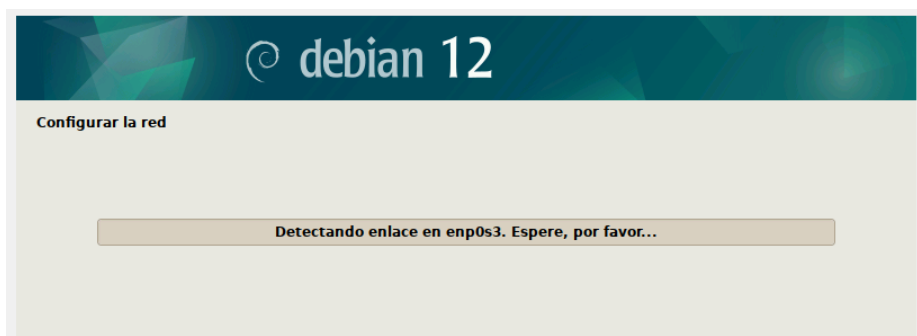 debian 12
Configurar la red
Detectando enlace en enp0s3. Espere, por favor...